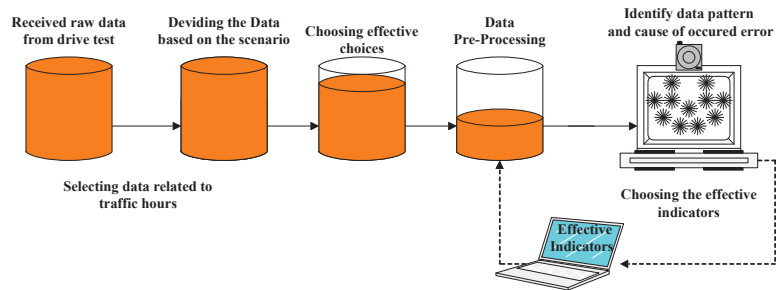 Received raw data
from drive test
Deviding the Data
based on the scenario
Choosing effective
choices
Data
Pre-Processing
Identify data pattern
and cause of occured error
Selecting data related to
traffic hours
Choosing the effective
indicators
Effective
Indicators